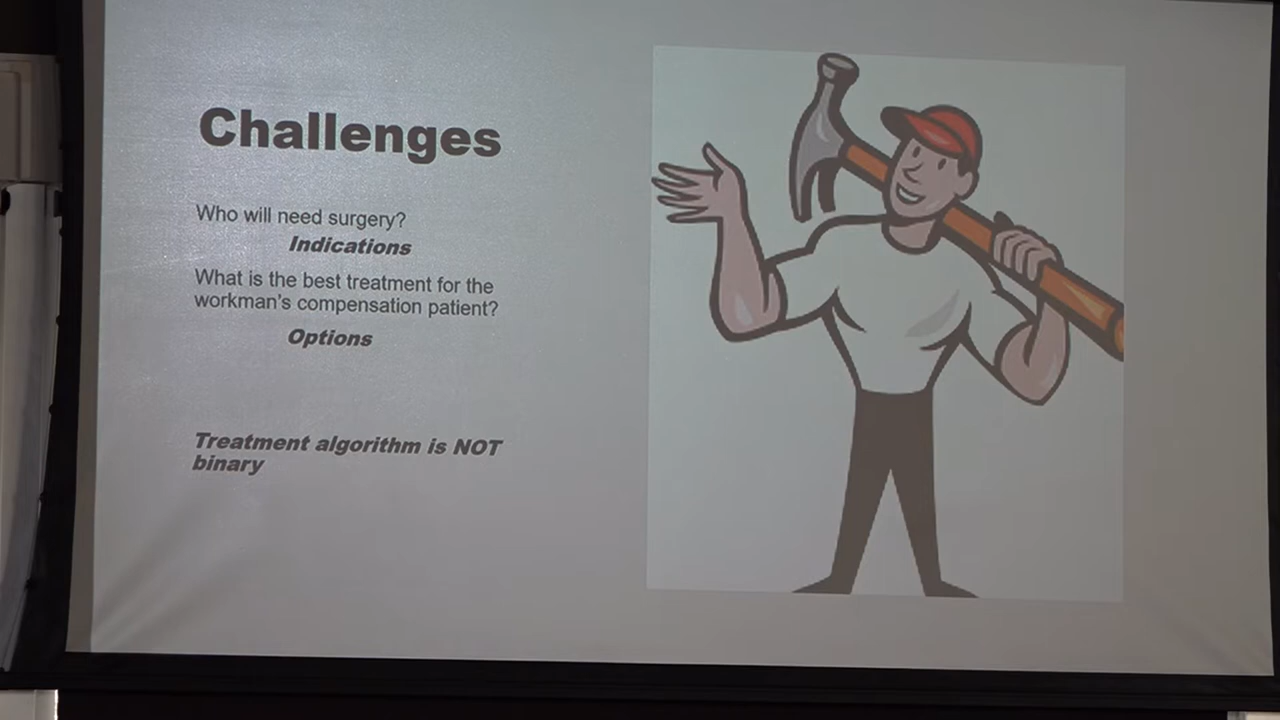 Challenges
Who will need surgery?
Indications
What is the best treatment for the
workman's compensation patient?
Options
Treatment algorithm is NOT
binary